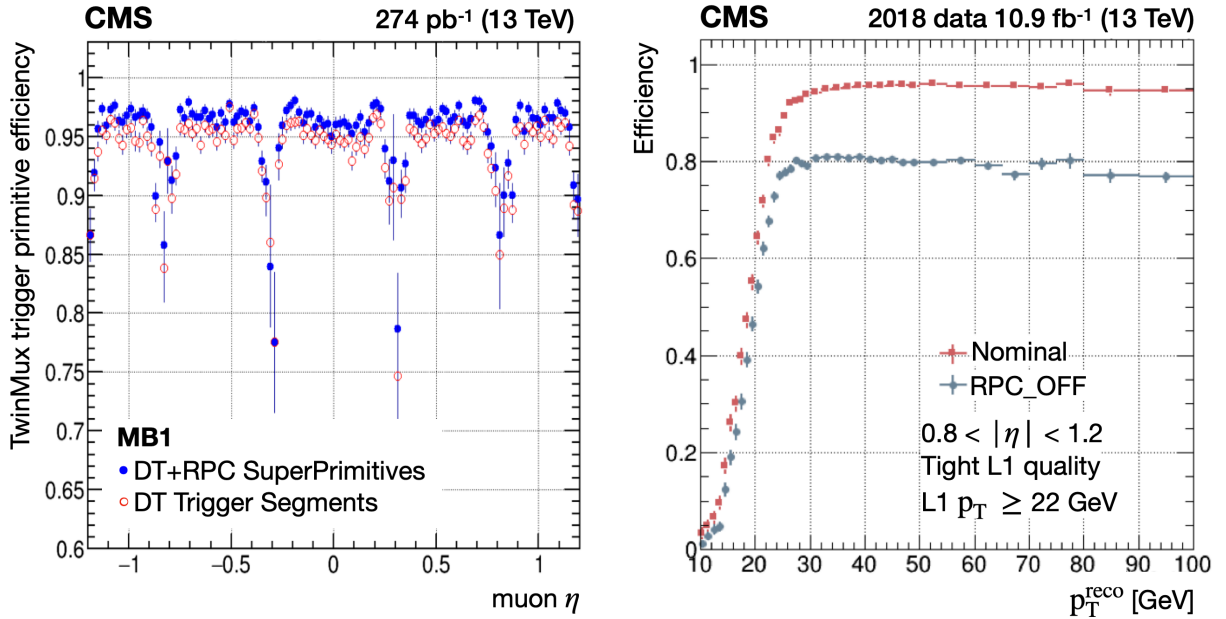 CMS 274 pb⁻¹ (13 TeV)
TwinMux trigger primitive efficiency
1
0.95
0.9
0.85
0.8
0.75
0.7
0.65
0.6
MB1
DT+RPC SuperPrimitives
DT Trigger Segments
−1 −0.5 0 0.5 1
muon η
CMS 2018 data 10.9 fb⁻¹ (13 TeV)
Efficiency
1
0.8
0.6
0.4
0.2
0
Nominal
RPC_OFF
0.8 < |η| < 1.2
Tight L1 quality
L1 p_T ≥ 22 GeV
10 20 30 40 50 60 70 80 90 100
p_T^reco [GeV]